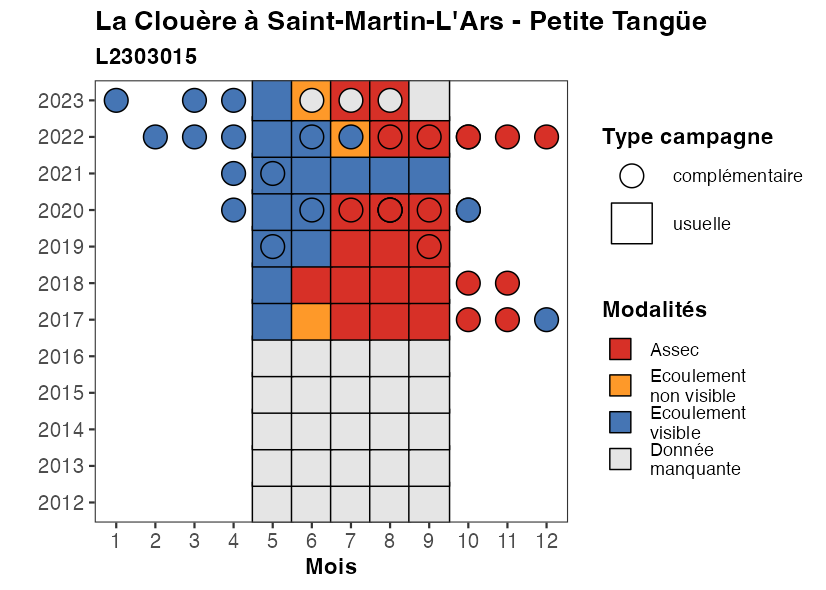 La Clouère à Saint-Martin-L'Ars - Petite Tangüe
L2303015
2023
2022
2021
2020
2019
2018
2017
2016
2015
2014
2013
2012
1 2 3 4 5 6 7 8 9 10 11 12
Mois
Type campagne
complémentaire
usuelle
Modalités
Assec
Ecoulement
non visible
Ecoulement
visible
Donnée
manquante